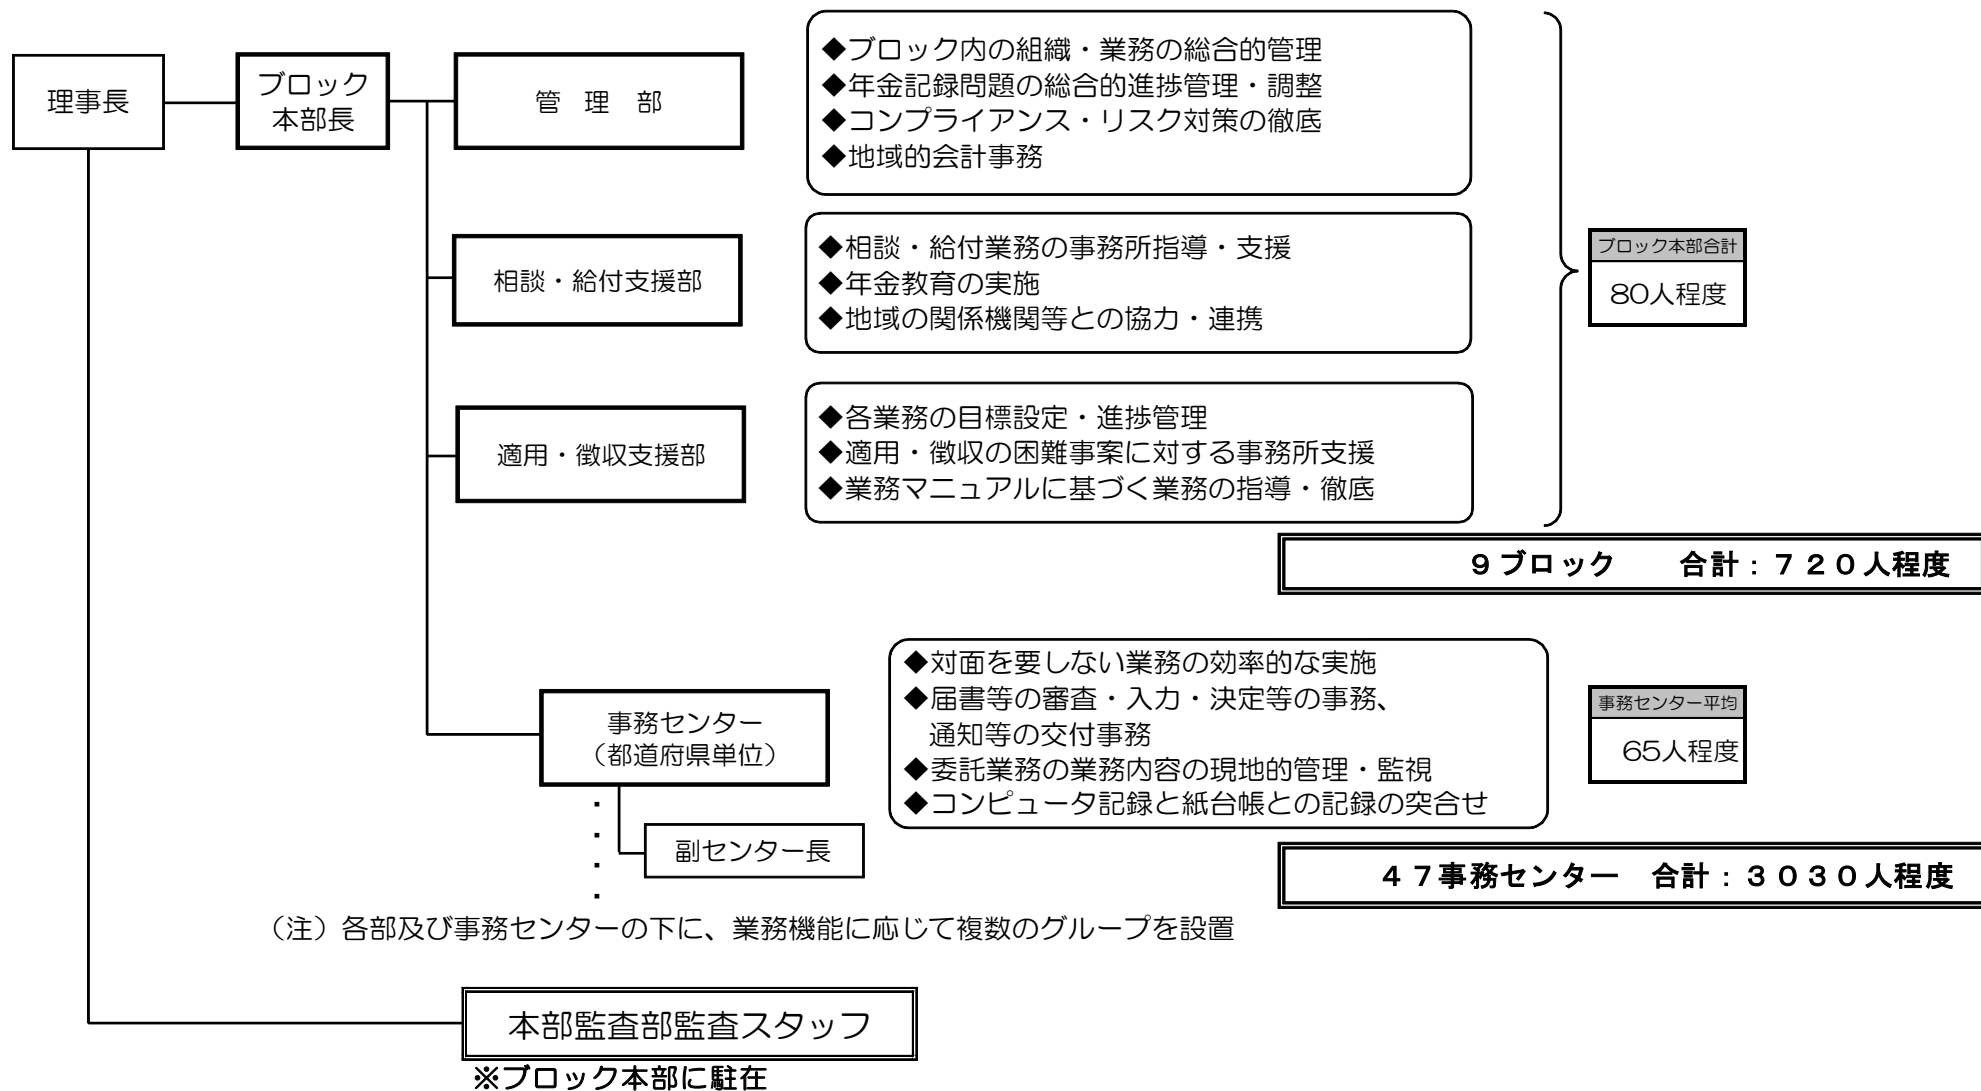 理事長
ブロック
本部長
管　理　部
◆ブロック内の組織・業務の総合的管理
◆年金記録問題の総合的進捗管理・調整
◆コンプライアンス・リスク対策の徹底
◆地域的会計事務
相談・給付支援部
◆相談・給付業務の事務所指導・支援
◆年金教育の実施
◆地域の関係機関等との協力・連携
ブロック本部合計
80人程度
適用・徴収支援部
◆各業務の目標設定・進捗管理
◆適用・徴収の困難事案に対する事務所支援
◆業務マニュアルに基づく業務の指導・徹底
９ブロック　　合計：７２０人程度
事務センター
（都道府県単位）
◆対面を要しない業務の効率的な実施
◆届書等の審査・入力・決定等の事務、
通知等の交付事務
◆委託業務の業務内容の現地的管理・監視
◆コンピュータ記録と紙台帳との記録の突合せ
事務センター平均
65人程度
副センター長
４７事務センター　合計：３０３０人程度
（注）各部及び事務センターの下に、業務機能に応じて複数のグループを設置
本部監査部監査スタッフ
※ブロック本部に駐在